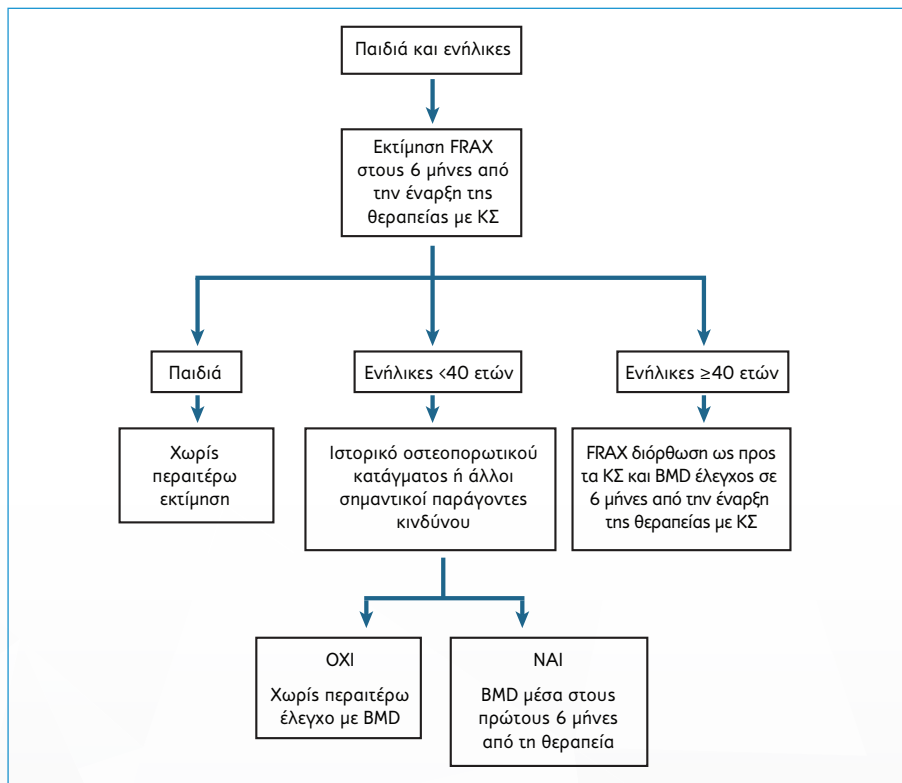 Παιδιά και ενήλικες
Εκτίμηση FRAX
στους 6 μήνες από
την έναρξη της
θεραπείας με ΚΣ
Παιδιά
Ενήλικες <40 ετών
Ενήλικες ≥40 ετών
Χωρίς
περαιτέρω
εκτίμηση
Ιστορικό οστεοπορωτικού
κατάγματος ή άλλοι
σημαντικοί παράγοντες
κινδύνου
FRAX διόρθωση ως προς
τα ΚΣ και BMD έλεγχος σε
6 μήνες από την έναρξη
της θεραπείας με ΚΣ
ΟΧΙ
Χωρίς περαιτέρω
έλεγχο με BMD
ΝΑΙ
BMD μέσα στους
πρώτους 6 μήνες
από τη θεραπεία